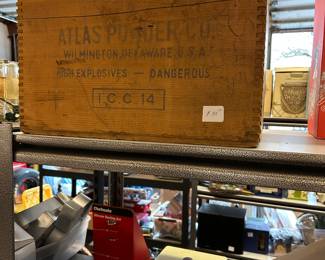 ATLAS POWDER CO.
WILMINGTON, DELAWARE, U.S.A.
HIGH EXPLOSIVES — DANGEROUS
I.C.C 14